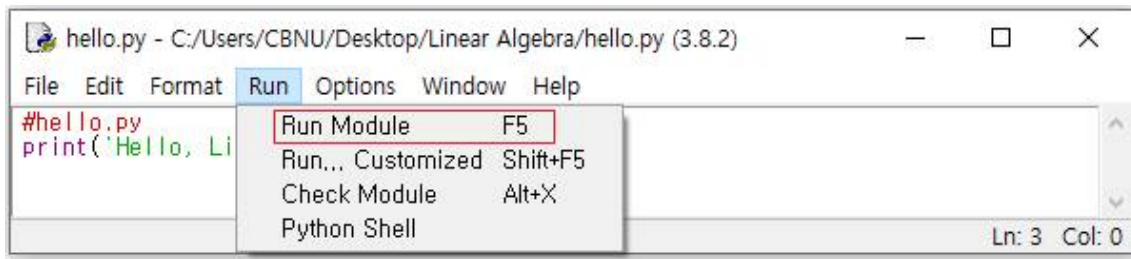 hello.py - C:/Users/CBNU/Desktop/Linear Algebra/hello.py (3.8.2)
File Edit Format Run Options Window Help
#hello.py
print('Hello, Li
Run Module F5
Run... Customized Shift+F5
Check Module Alt+X
Python Shell
Ln: 3 Col: 0